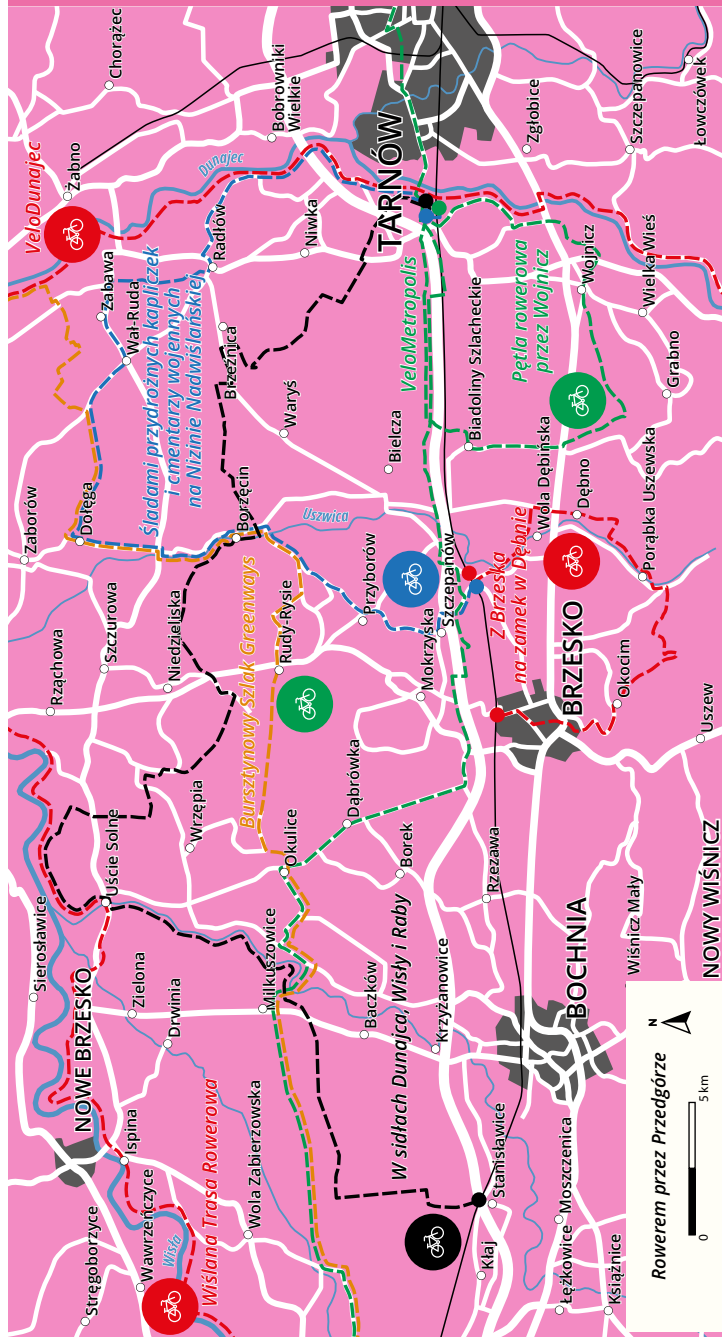 Zaborów
Sierosławice
Rząchowa
Żabno
VeloDunajec
NOWE BRZESKO
Stręgoborzyce
Dołęga
Szczurowa
Zabawa
Chorążec
Uście Solne
Ispina
Wał-Ruda
Zielona
Wawrzeńczyce
Wisła
Drwinia
Niedzieliska
Śladami przydrożnych kapliczek
i cmentarzy wojennych
na Nizinie Nadwiślańskiej
Wrzępia
Wiślana Trasa Rowerowa
Radłów
Dunajec
Brzeźnica
Borzęcin
Bursztynowy Szlak Greenways
Wola Zabierzowska
Mikluszowice
Okulice
Rudy-Rysie
Waryś
Niwka
Bobrowniki
Wielkie
Uszwica
Dąbrówka
Przyborów
Baczków
Bielcza
TARNÓW
W sidłach Dunajca, Wisły i Raby
Borek
VeloMetropolis
Mokrzyska
Szczepanów
Krzyżanowice
Biadoliny Szlacheckie
Kłaj
Stanisławice
Rzezawa
Z Brzeska
na zamek w Dębnie
Pętla rowerowa
przez Wojnicz
Zgłobice
Wola Dębińska
BRZESKO
BOCHNIA
Dębno
Wojnicz
Łężkowice
Moszczenica
Okocim
Książnice
Wiśnicz Mały
Porąbka Uszewska
Wielka Wieś
Szczepanowice
Grabno
Uszew
NOWY WIŚNICZ
Łowczówek
Rowerem przez Przedgórze
N
0
5 km